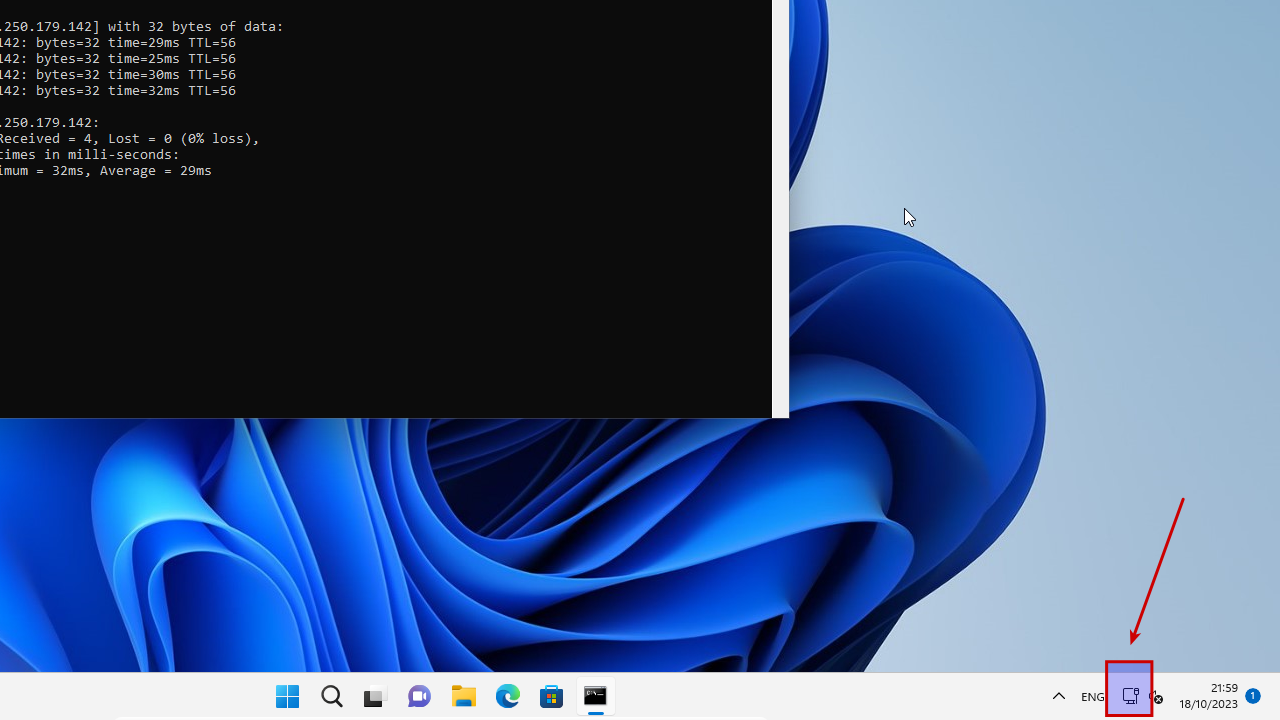 .250.179.142] with 32 bytes of data:
142: bytes=32 time=29ms TTL=56
142: bytes=32 time=25ms TTL=56
142: bytes=32 time=30ms TTL=56
142: bytes=32 time=32ms TTL=56
.250.179.142:
Received = 4, Lost = 0 (0% loss),
times in milli-seconds:
imum = 32ms, Average = 29ms
ENG
21:59
18/10/2023
1